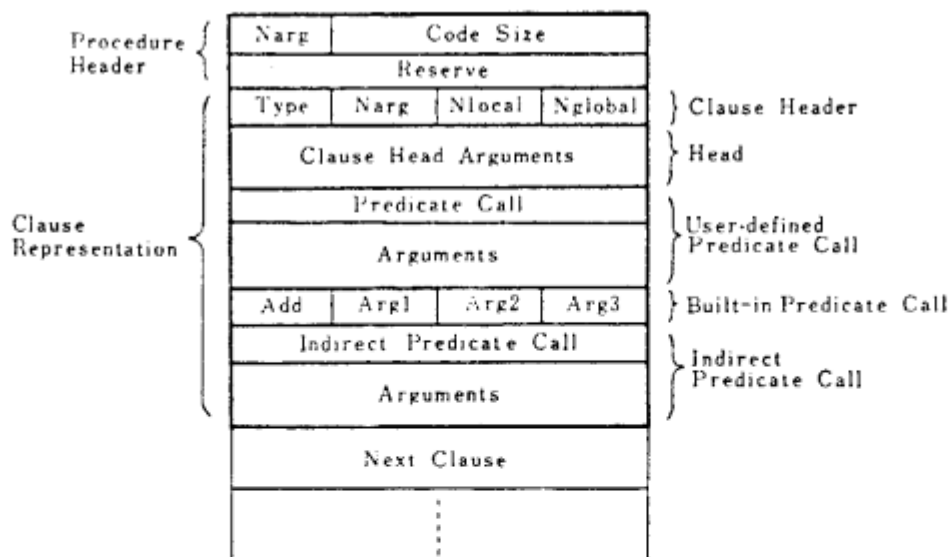 Narg Code Size
Procedure
Header
Reserve
Type Narg Nlocal Nglobal Clause Header
Clause Head Arguments Head
Predicate Call
Clause
Representation
User-defined
Predicate Call
Arguments
Add Arg1 Arg2 Arg3 Built-in Predicate Call
Indirect Predicate Call
Indirect
Predicate Call
Arguments
Next Clause